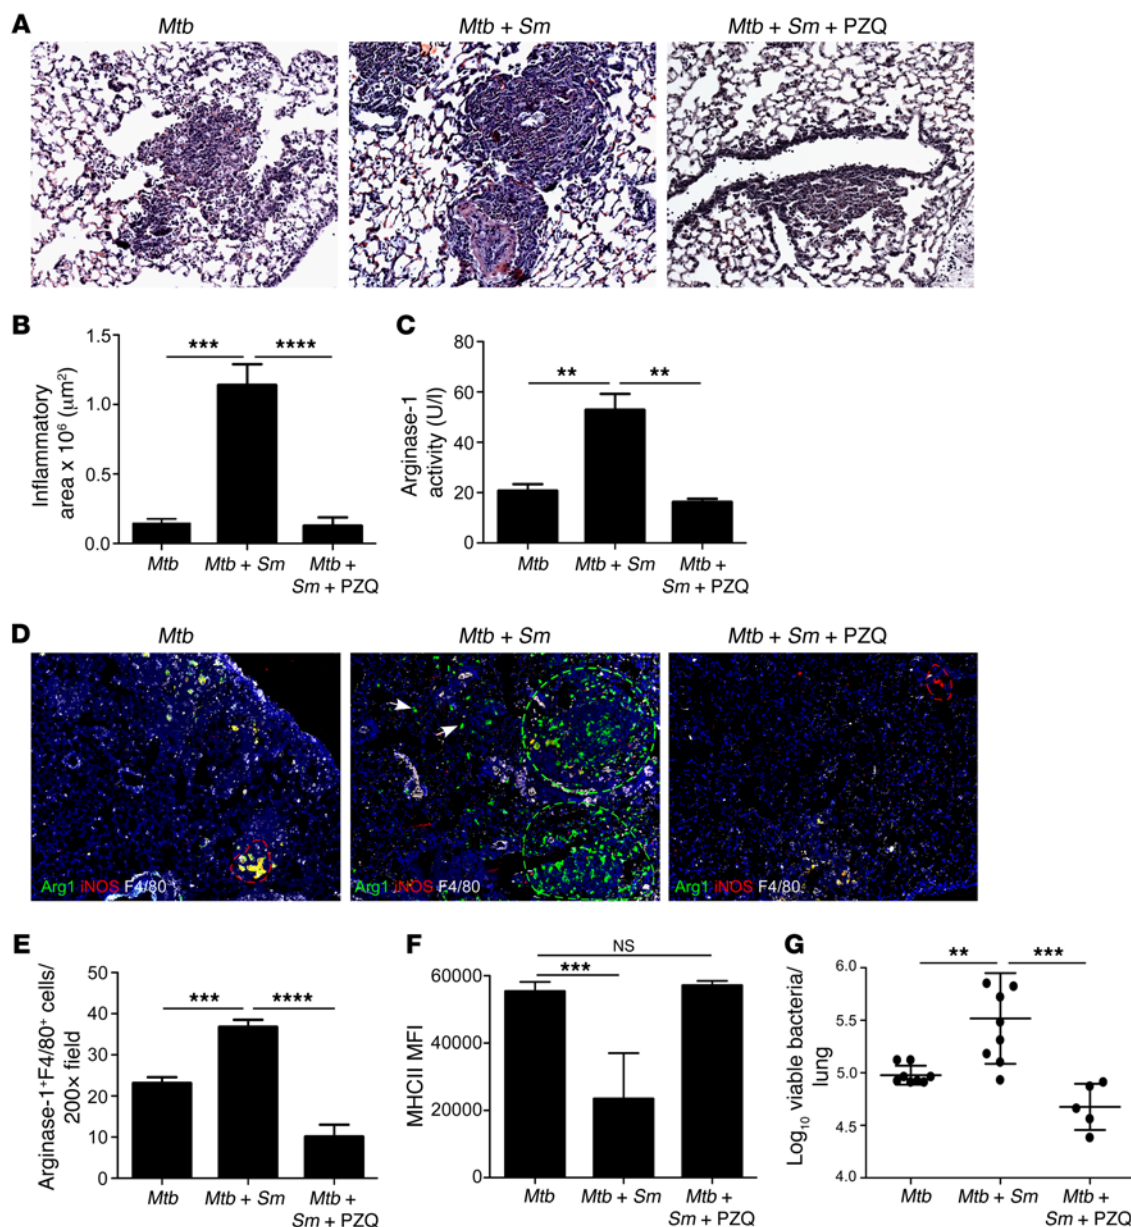 A
Mtb
Mtb + Sm
Mtb + Sm + PZQ
B
Inflammatory
area x 10⁶ (µm²)
1.5
1.0
0.5
0.0
***
****
Mtb
Mtb + Sm
Mtb +
Sm + PZQ
C
Arginase-1
activity (U/l)
80
60
40
20
0
**
**
Mtb
Mtb + Sm
Mtb +
Sm + PZQ
D
Mtb
Mtb + Sm
Mtb + Sm + PZQ
Arg1 iNOS F4/80
Arg1 iNOS F4/80
Arg1 iNOS F4/80
E
Arginase-1⁺F4/80⁺ cells/
200× field
50
40
30
20
10
0
***
****
Mtb
Mtb + Sm
Mtb +
Sm + PZQ
F
MHCII MFI
60000
40000
20000
0
NS
***
Mtb
Mtb + Sm
Mtb +
Sm + PZQ
G
Log₁₀ viable bacteria/
lung
6.0
5.5
5.0
4.5
4.0
**
***
Mtb
Mtb + Sm
Mtb +
Sm + PZQ